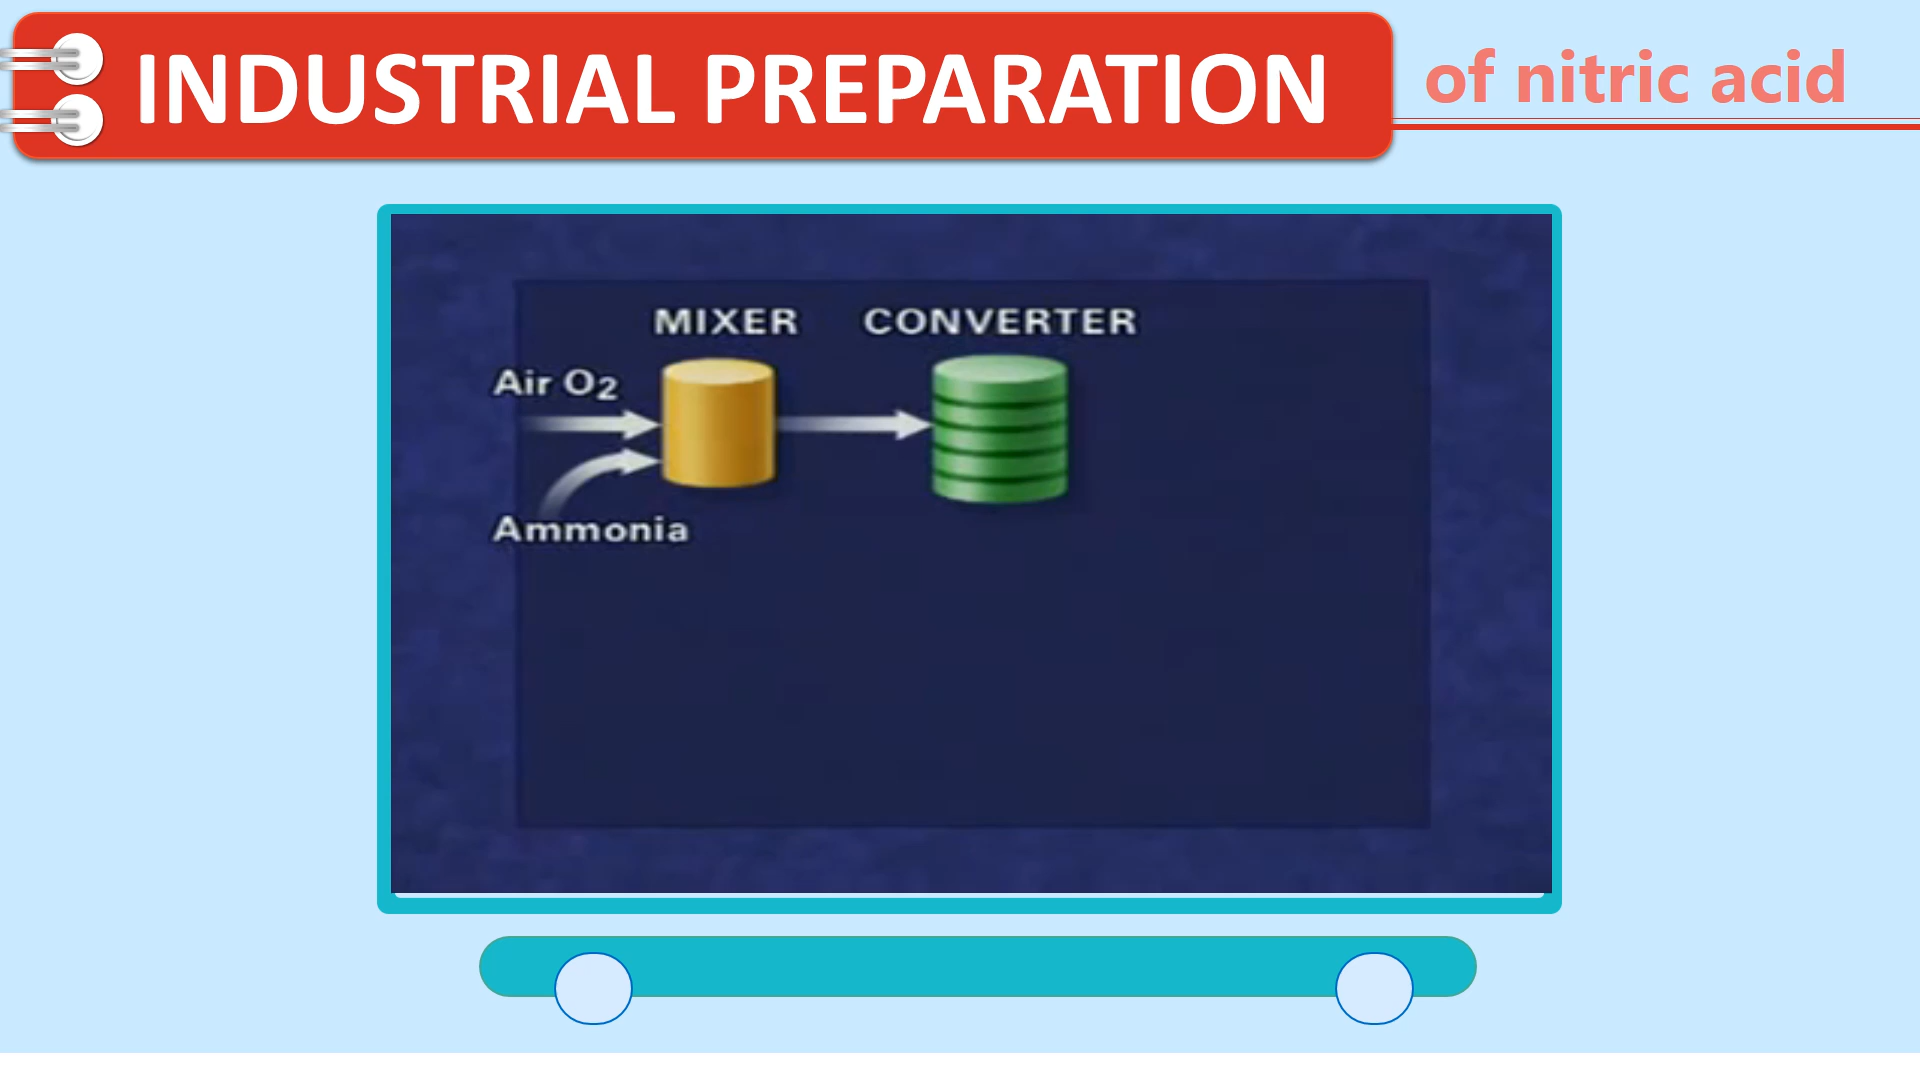 INDUSTRIAL PREPARATION of nitric acid
MIXER CONVERTER
Air O2
Ammonia